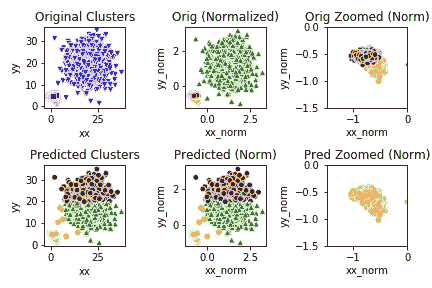 Original Clusters
Orig (Normalized)
Orig Zoomed (Norm)
yy
30
20
10
0
0
25
xx
yy_norm
2
0
0.0
2.5
xx_norm
yy_norm
0.0
−0.5
−1.0
−1.5
−1
0
xx_norm
Predicted Clusters
Predicted (Norm)
Pred Zoomed (Norm)
yy
30
20
10
0
0
25
xx
yy_norm
2
0
0.0
2.5
xx_norm
yy_norm
0.0
−0.5
−1.0
−1.5
−1
0
xx_norm